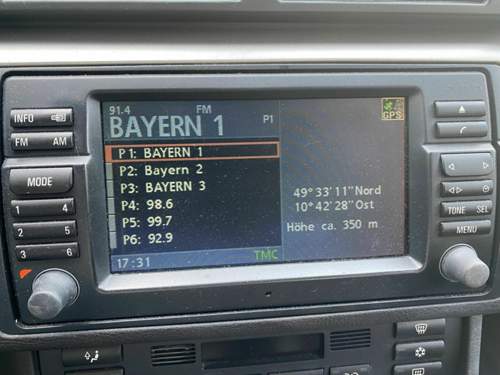 91.4 FM
BAYERN 1 P1
GPS
P1: BAYERN 1
P2: Bayern 2
P3: BAYERN 3
P4: 98.6
P5: 99.7
P6: 92.9
49° 33' 11" Nord
10° 42' 28" Ost
Höhe ca. 350 m
17:31 TMC
INFO
FM AM
MODE
1 4
2 5
3 6
TONE SEL
MENU